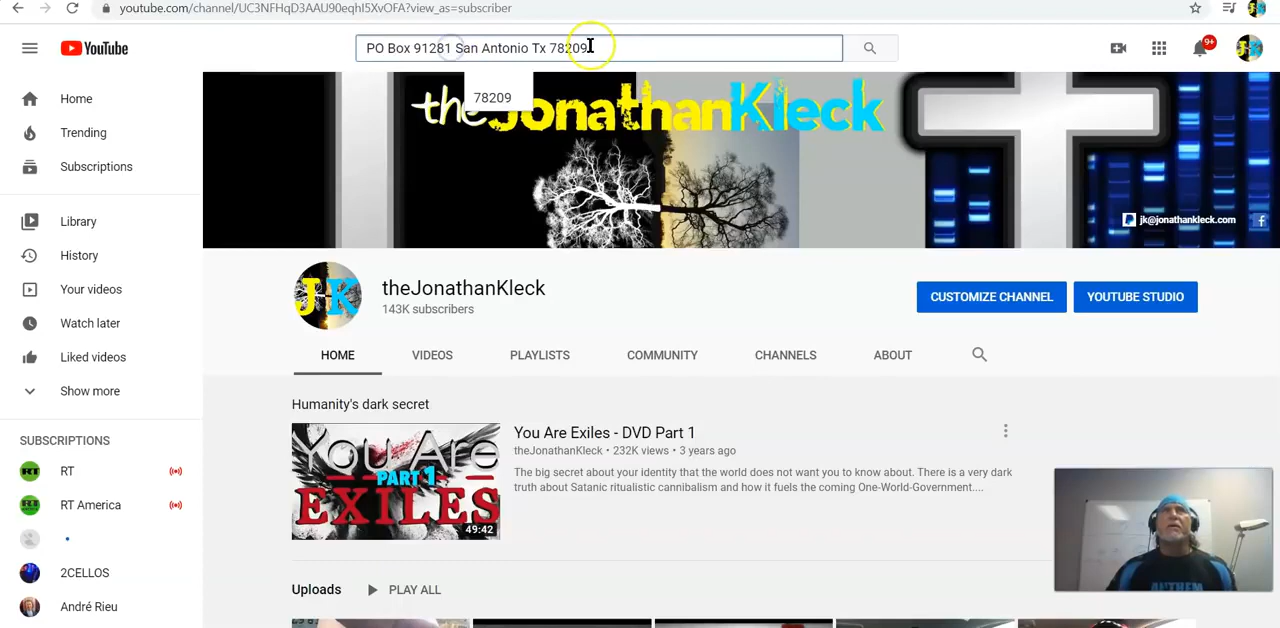 youtube.com/channel/UC3NFHqD3AAU90eqhI5XvOFA?view_as=subscriber
YouTube
PO Box 91281 San Antonio Tx 78209
9+
78209
Home
Trending
Subscriptions
Library
History
Your videos
Watch later
Liked videos
Show more
SUBSCRIPTIONS
RT
RT America
2CELLOS
André Rieu
theJonathanKleck
jk@jonathankleck.com
JK
theJonathanKleck
143K subscribers
CUSTOMIZE CHANNEL
YOUTUBE STUDIO
HOME
VIDEOS
PLAYLISTS
COMMUNITY
CHANNELS
ABOUT
Humanity's dark secret
You Are
PART 1
EXILES
49:42
You Are Exiles - DVD Part 1
theJonathanKleck • 232K views • 3 years ago
The big secret about your identity that the world does not want you to know about. There is a very dark
truth about Satanic ritualistic cannibalism and how it fuels the coming One-World-Government....
Uploads
PLAY ALL
ANTHEM